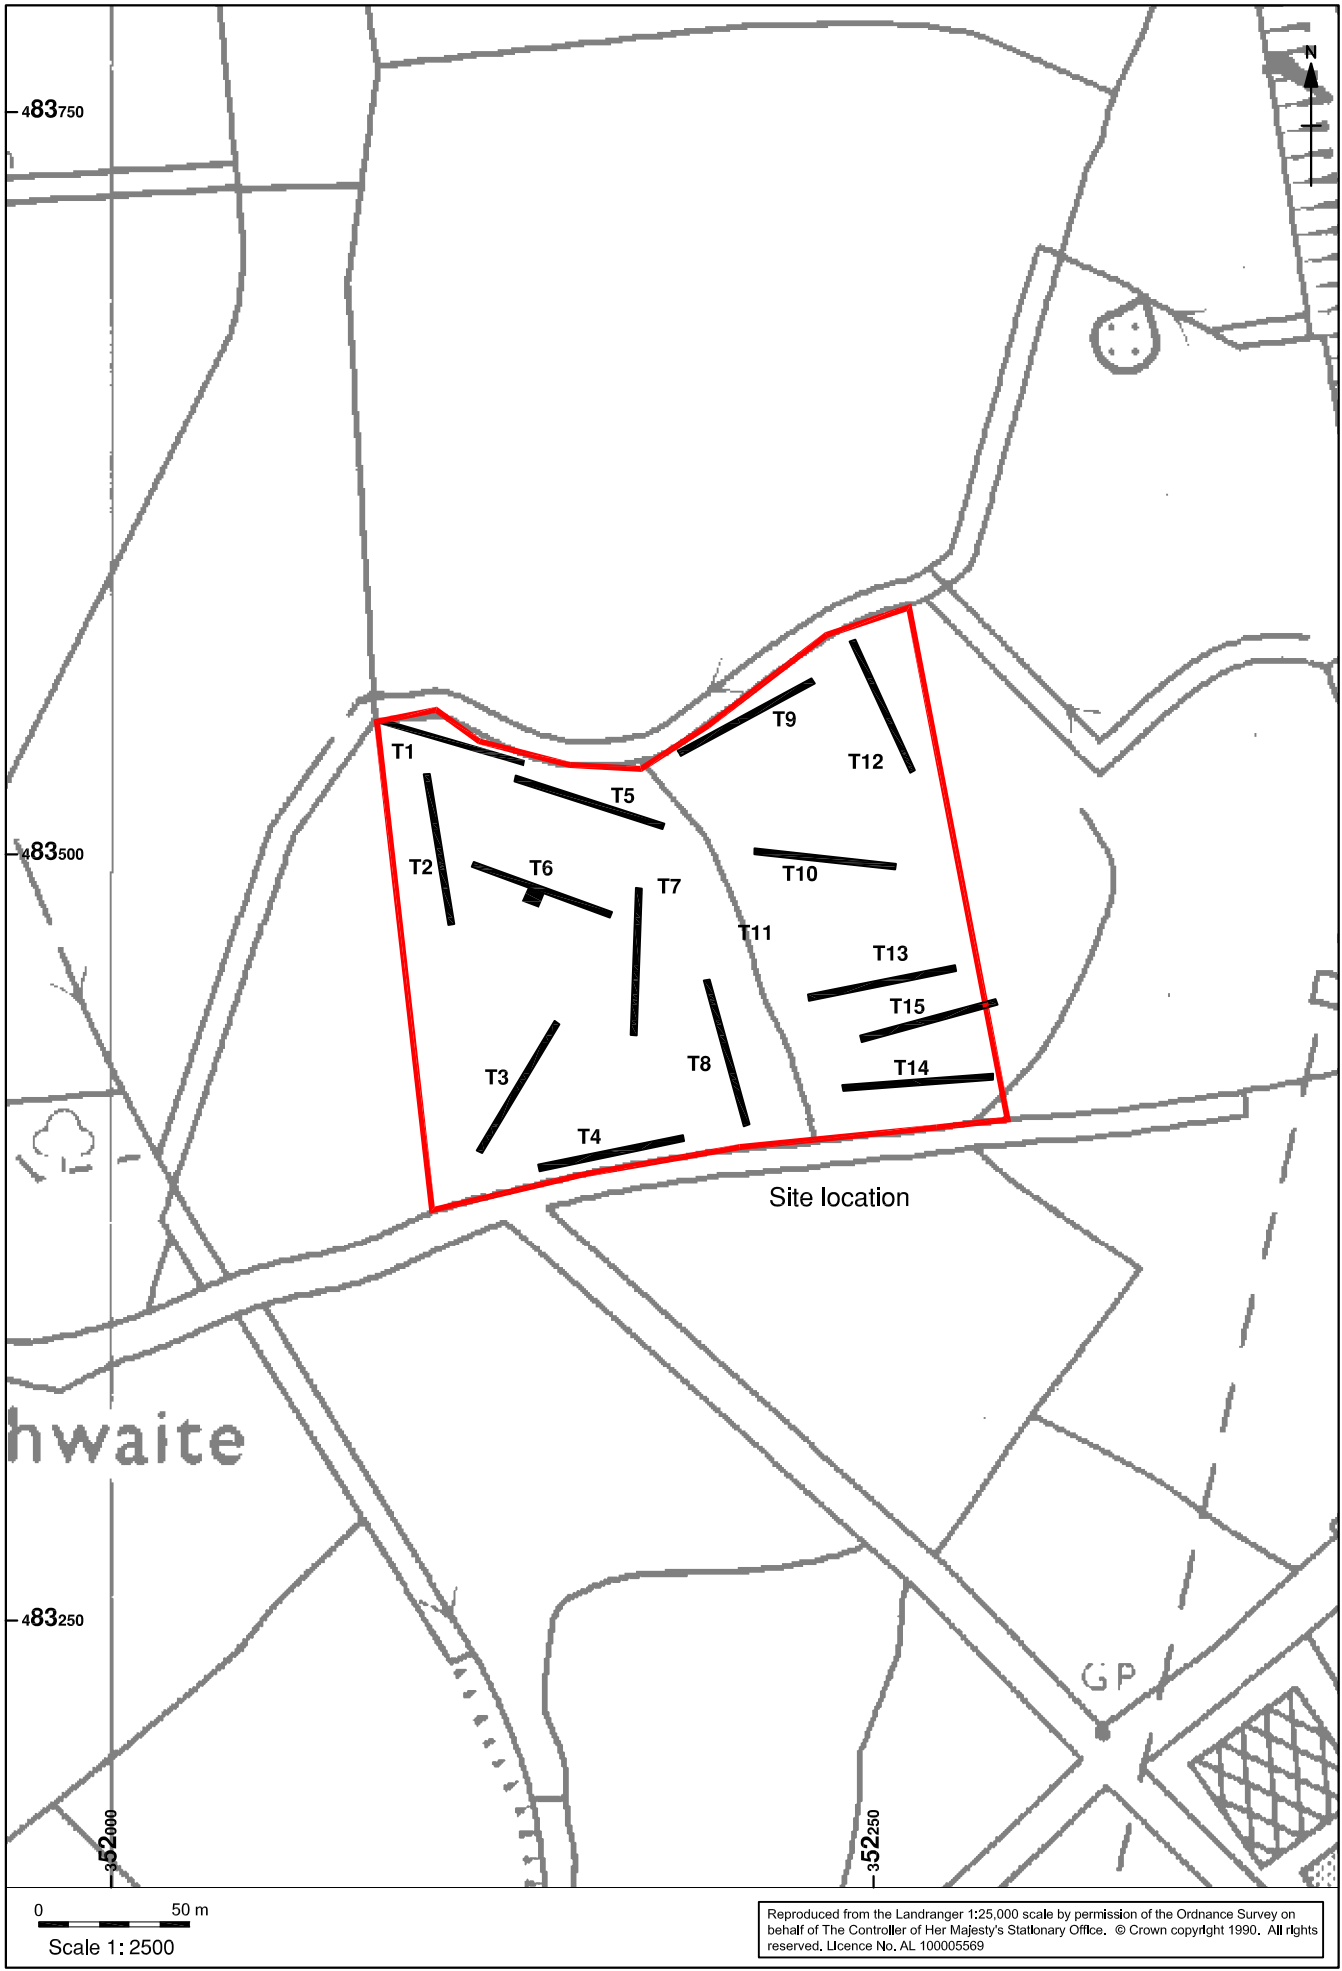 N
483750
T9
T1
T12
T5
483500
T2
T6
T10
T7
T11
T13
T15
T8
T14
T3
T4
Site location
hwaite
483250
GP
352000
352250
0 50 m
Scale 1: 2500
Reproduced from the Landranger 1:25,000 scale by permission of the Ordnance Survey on
behalf of The Controller of Her Majesty's Stationary Office. © Crown copyright 1990. All rights
reserved. Licence No. AL 100005569